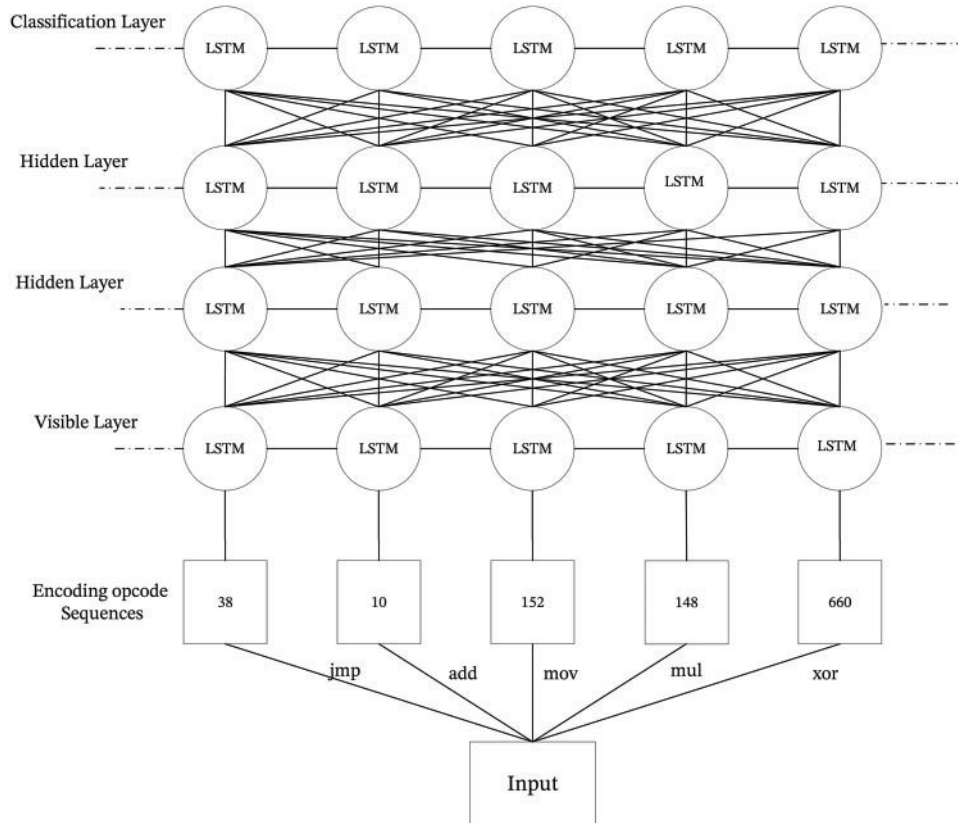 Classification Layer
LSTM LSTM LSTM LSTM LSTM
Hidden Layer
LSTM LSTM LSTM LSTM LSTM
Hidden Layer
LSTM LSTM LSTM LSTM LSTM
Visible Layer
LSTM LSTM LSTM LSTM LSTM
Encoding opcode
Sequences
38 10 152 148 660
jmp add mov mul xor
Input